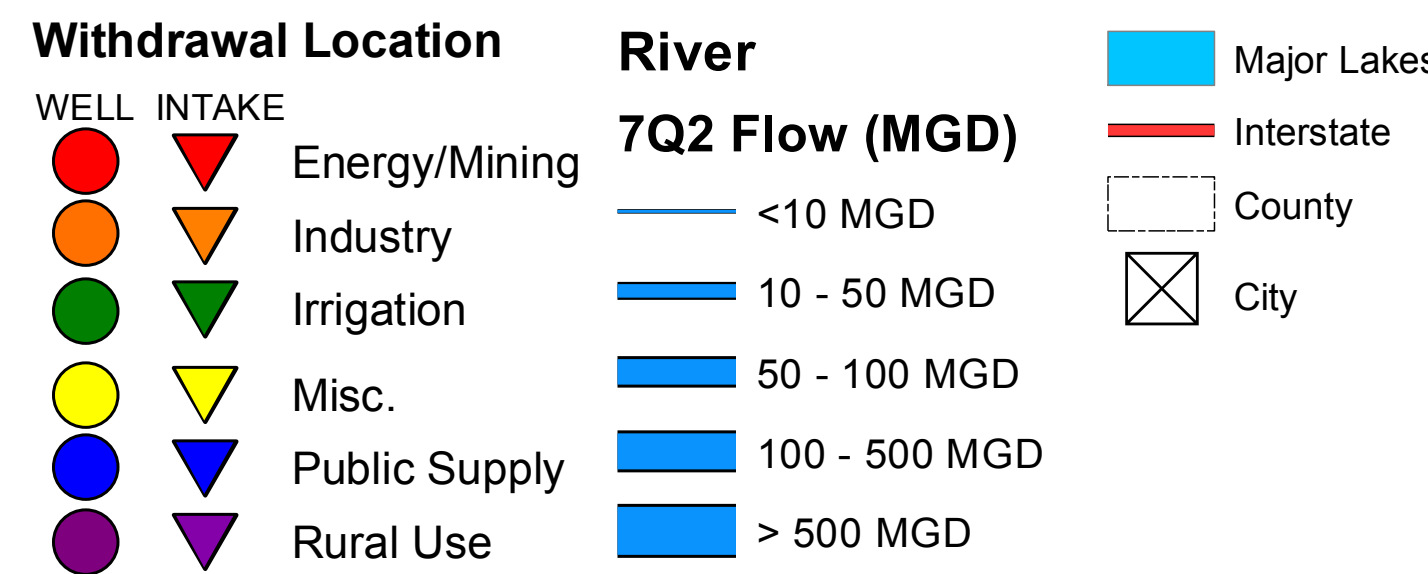 Withdrawal Location
WELL INTAKE
Energy/Mining
Industry
Irrigation
Misc.
Public Supply
Rural Use
River
7Q2 Flow (MGD)
<10 MGD
10 - 50 MGD
50 - 100 MGD
100 - 500 MGD
> 500 MGD
Major Lakes
Interstate
County
City